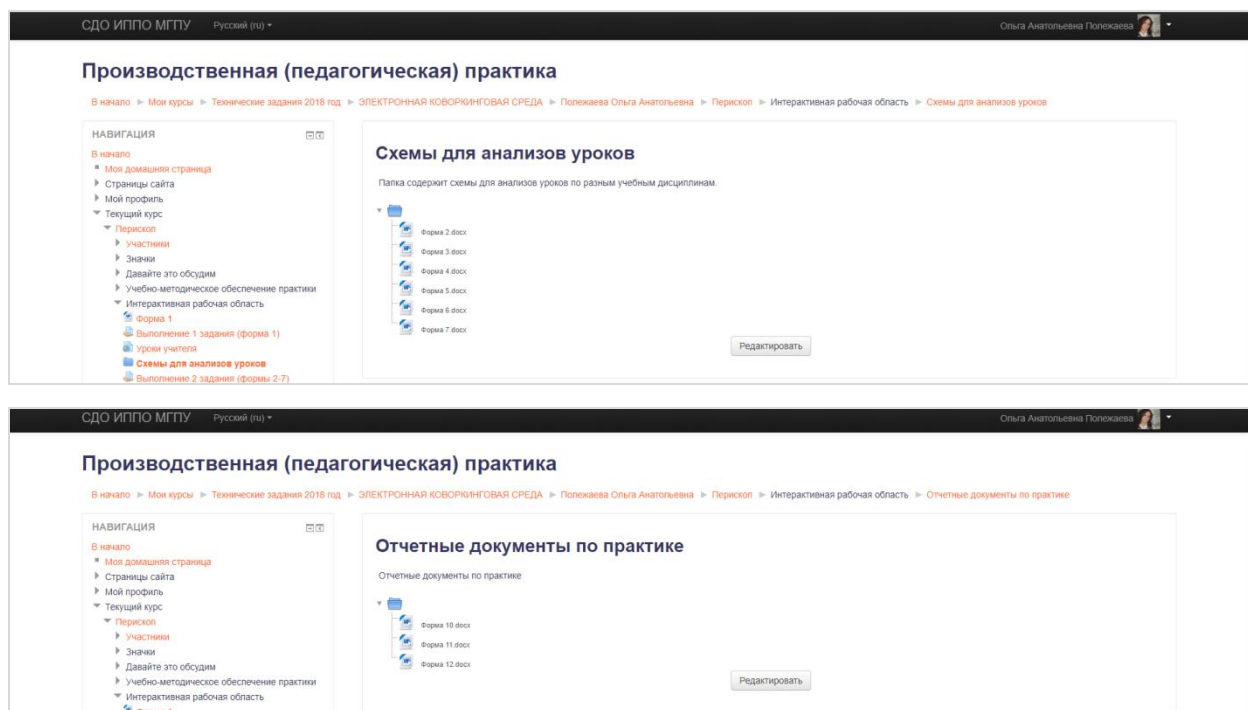 СДО ИППО МГПУ Русский (ru) Ольга Анатольевна Полежаева
Производственная (педагогическая) практика
В начало ► Мои курсы ► Технические задания 2018 год ► ЭЛЕКТРОННАЯ КОВОРКИНГОВАЯ СРЕДА ► Полежаева Ольга Анатольевна ► Перископ ► Интерактивная рабочая область ► Схемы для анализов уроков
НАВИГАЦИЯ
В начало
Моя домашняя страница
Страницы сайта
Мой профиль
Текущий курс
Перископ
Участники
Значки
Давайте это обсудим
Учебно-методическое обеспечение практики
Интерактивная рабочая область
Форма 1
Выполнение 1 задания (форма 1)
Уроки учителя
Схемы для анализов уроков
Выполнение 2 задания (формы 2-7)
Схемы для анализов уроков
Папка содержит схемы для анализов уроков по разным учебным дисциплинам.
Форма 2.docx
Форма 3.docx
Форма 4.docx
Форма 5.docx
Форма 6.docx
Форма 7.docx
Редактировать
СДО ИППО МГПУ Русский (ru) Ольга Анатольевна Полежаева
Производственная (педагогическая) практика
В начало ► Мои курсы ► Технические задания 2018 год ► ЭЛЕКТРОННАЯ КОВОРКИНГОВАЯ СРЕДА ► Полежаева Ольга Анатольевна ► Перископ ► Интерактивная рабочая область ► Отчетные документы по практике
НАВИГАЦИЯ
В начало
Моя домашняя страница
Страницы сайта
Мой профиль
Текущий курс
Перископ
Участники
Значки
Давайте это обсудим
Учебно-методическое обеспечение практики
Интерактивная рабочая область
Отчетные документы по практике
Отчетные документы по практике
Форма 10.docx
Форма 11.docx
Форма 12.docx
Редактировать